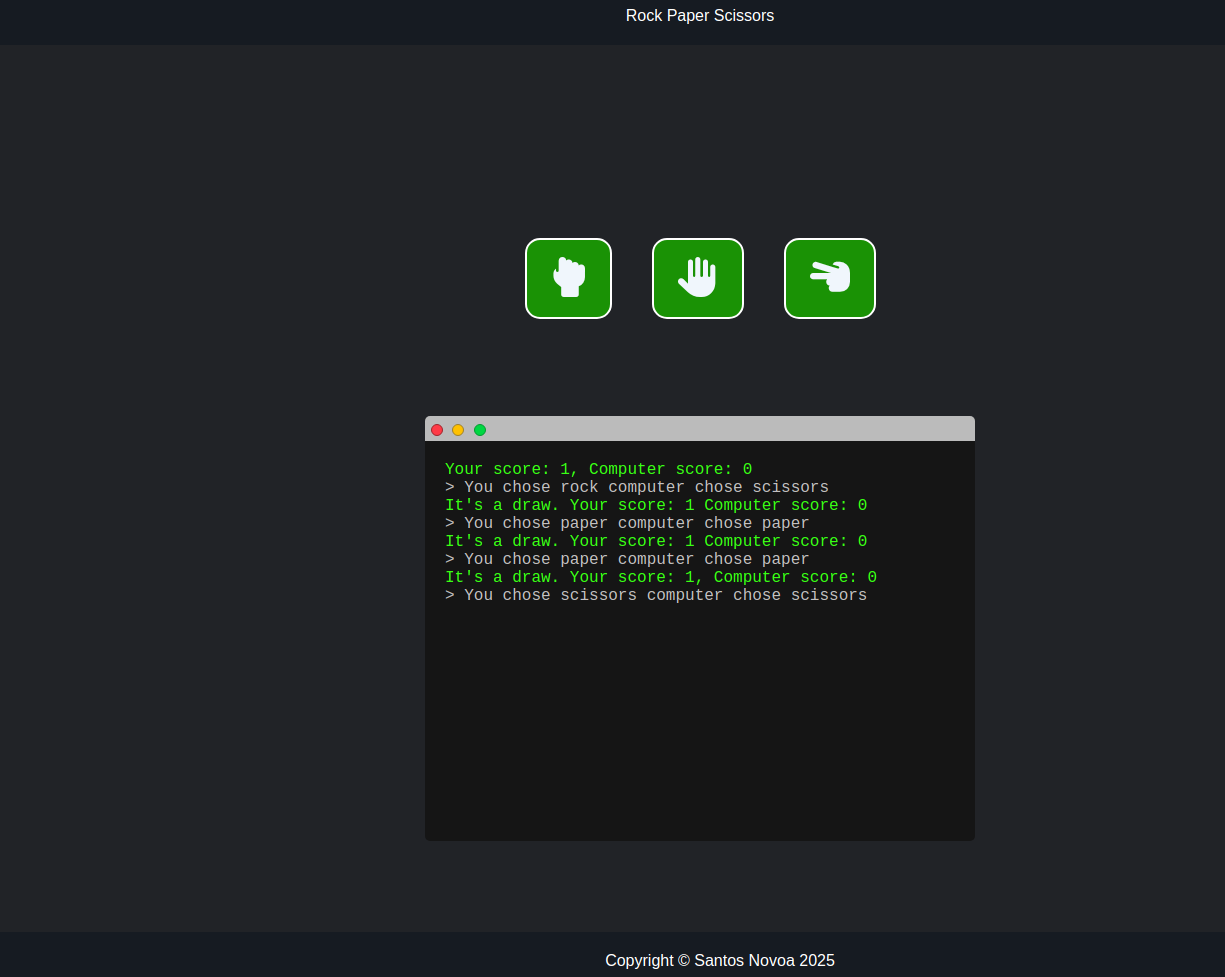 Rock Paper Scissors
Your score: 1, Computer score: 0
> You chose rock computer chose scissors
It's a draw. Your score: 1 Computer score: 0
> You chose paper computer chose paper
It's a draw. Your score: 1 Computer score: 0
> You chose paper computer chose paper
It's a draw. Your score: 1, Computer score: 0
> You chose scissors computer chose scissors
Copyright © Santos Novoa 2025